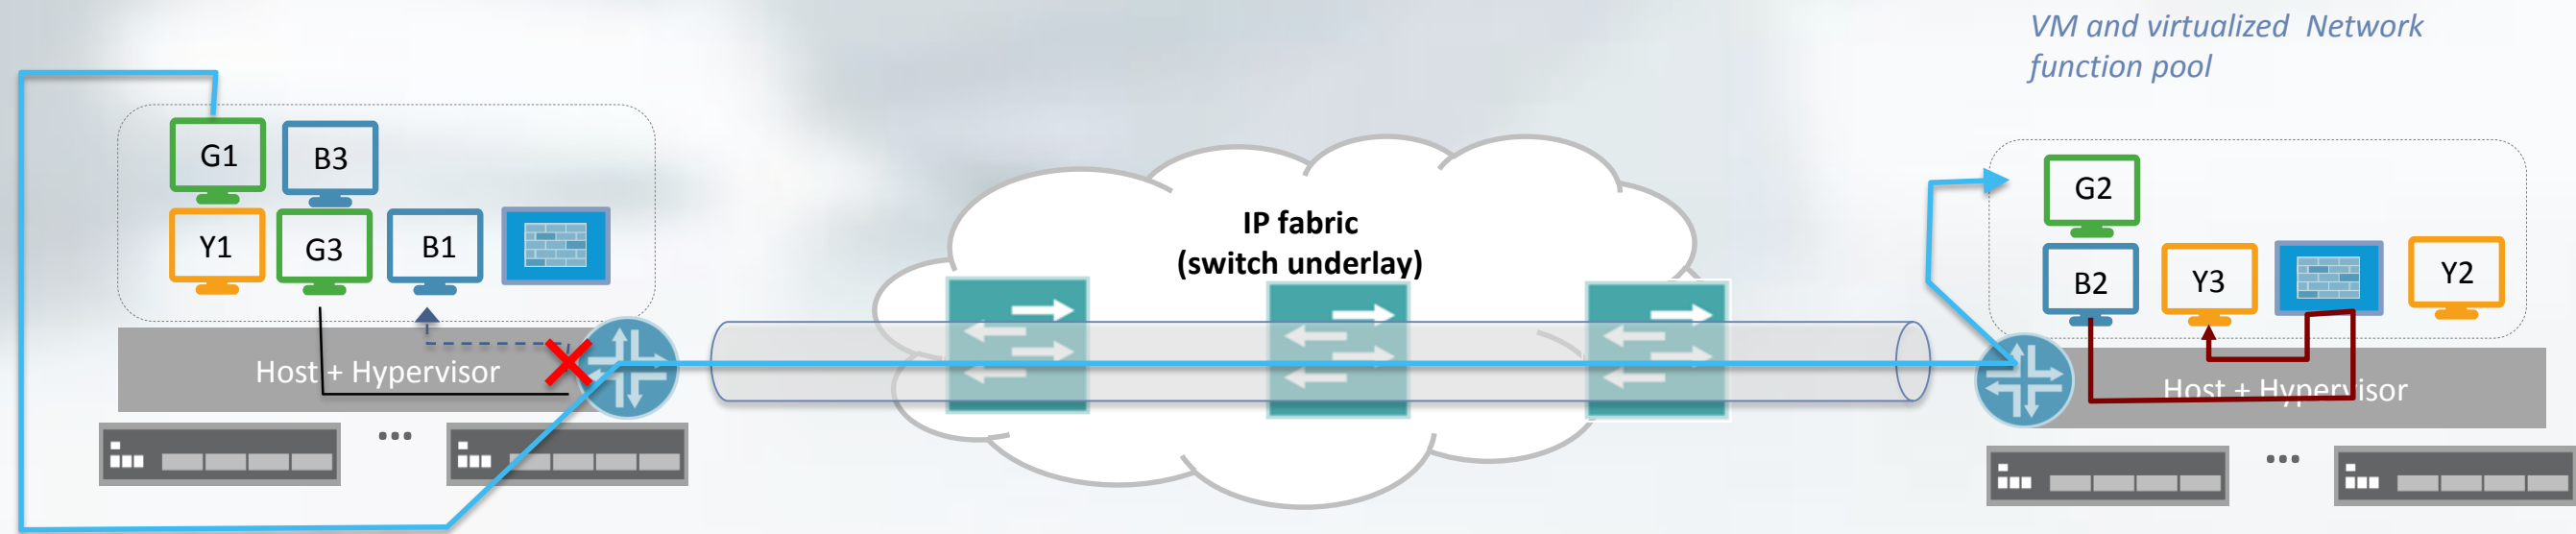 VM and virtualized Network
function pool
G1
B3
Y1
G3
B1
Host + Hypervisor
...
IP fabric
(switch underlay)
G2
B2
Y3
Y2
Host + Hypervisor
...